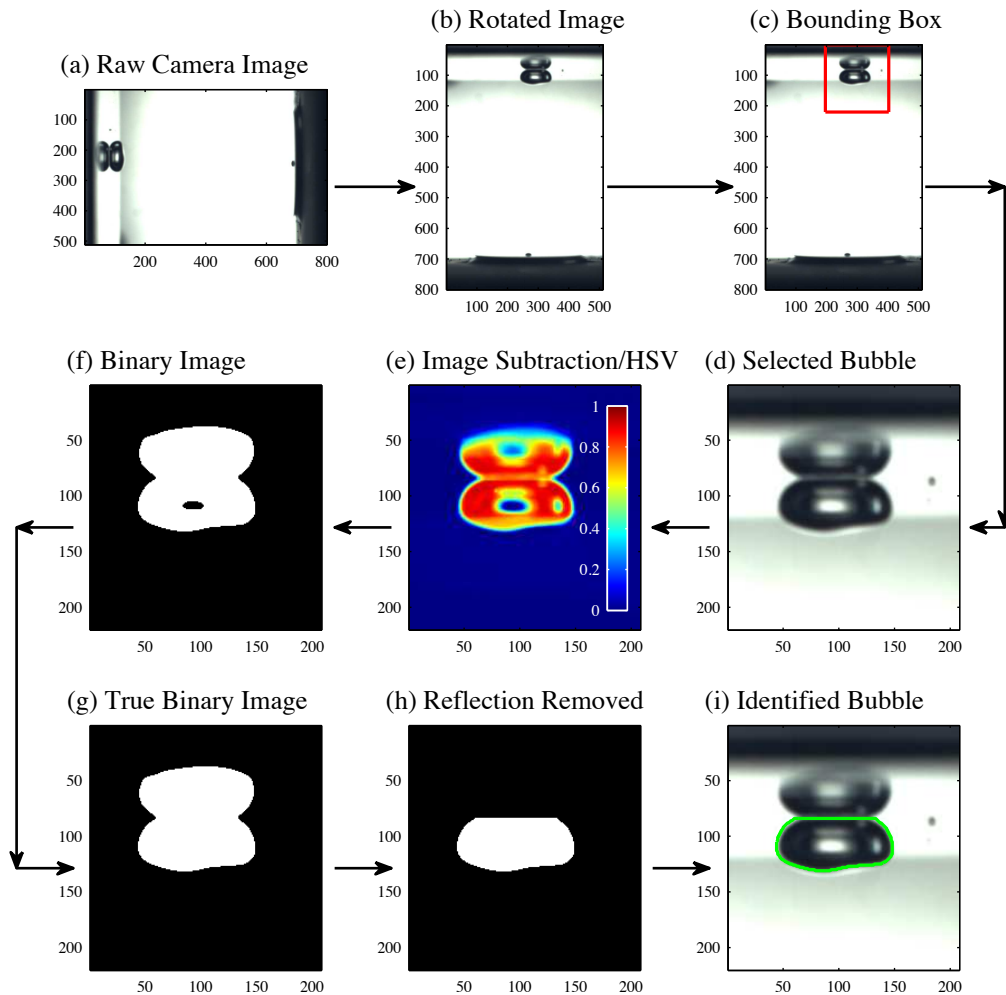 (a) Raw Camera Image
100
200
300
400
500
200 400 600 800
(b) Rotated Image
100
200
300
400
500
600
700
800
100 200 300 400 500
(c) Bounding Box
100
200
300
400
500
600
700
800
100 200 300 400 500
(f) Binary Image
50
100
150
200
50 100 150 200
(e) Image Subtraction/HSV
1
0.8
0.6
0.4
0.2
0
50 100 150 200
(d) Selected Bubble
50
100
150
200
50 100 150 200
(g) True Binary Image
50
100
150
200
50 100 150 200
(h) Reflection Removed
50 100 150 200
(i) Identified Bubble
50
100
150
200
50 100 150 200